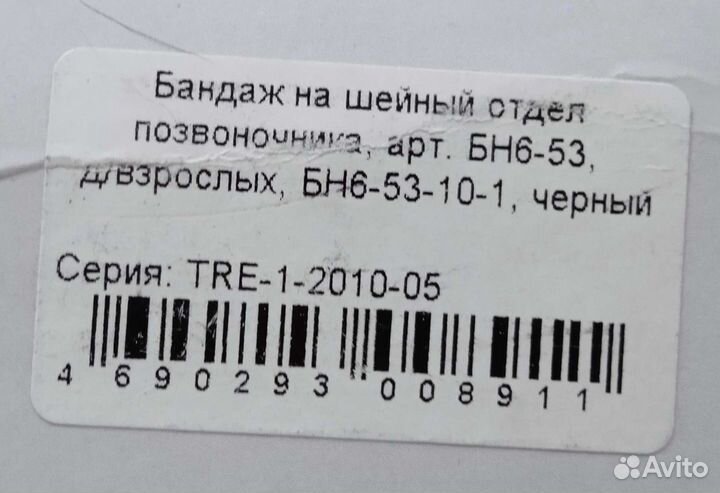 Бандаж на шейный отдел
позвоночника, арт. БН6-53,
д/взрослых, БН6-53-10-1, черный
Серия: TRE-1-2010-05
4 690293 008911
Avito